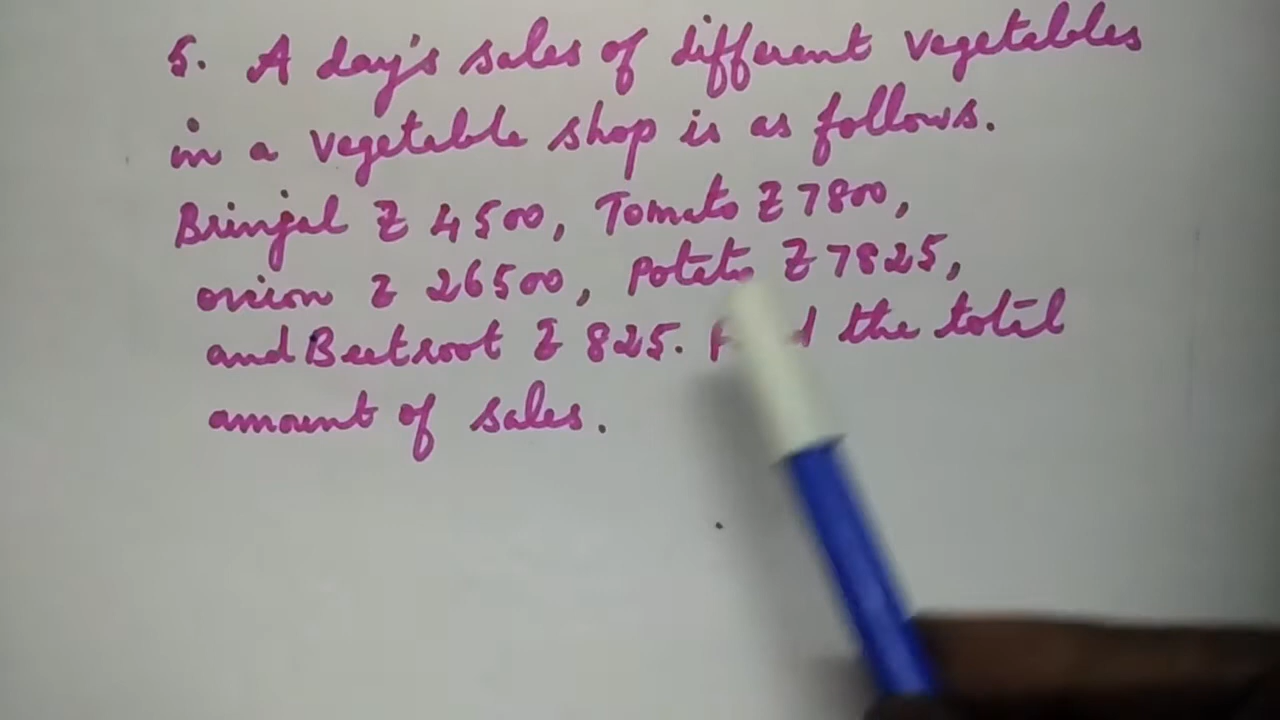 5. A day's sales of different vegetables
in a vegetable shop is as follows.
Bringal ₹ 4500, Tomato ₹ 7800,
onion ₹ 26500, Potato ₹ 7825,
and Beetroot ₹ 825. the total
amount of sales.